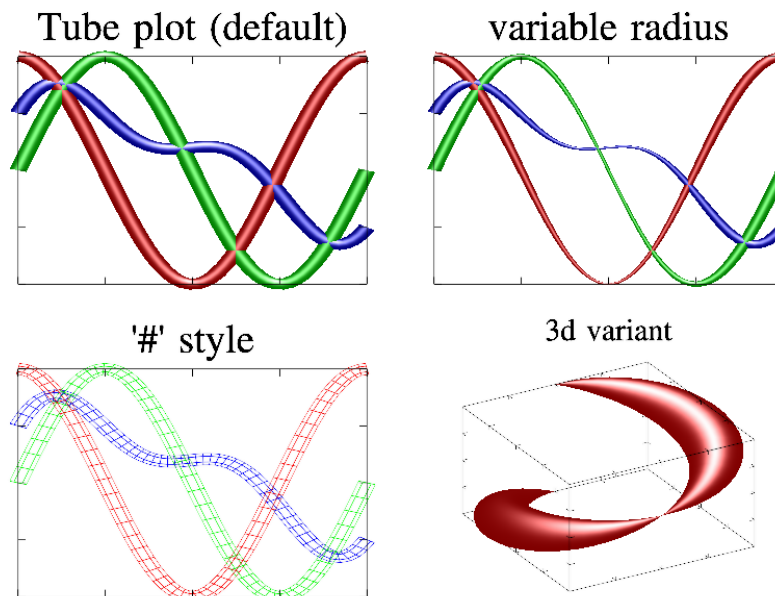 Tube plot (default)
variable radius
'#' style
3d variant